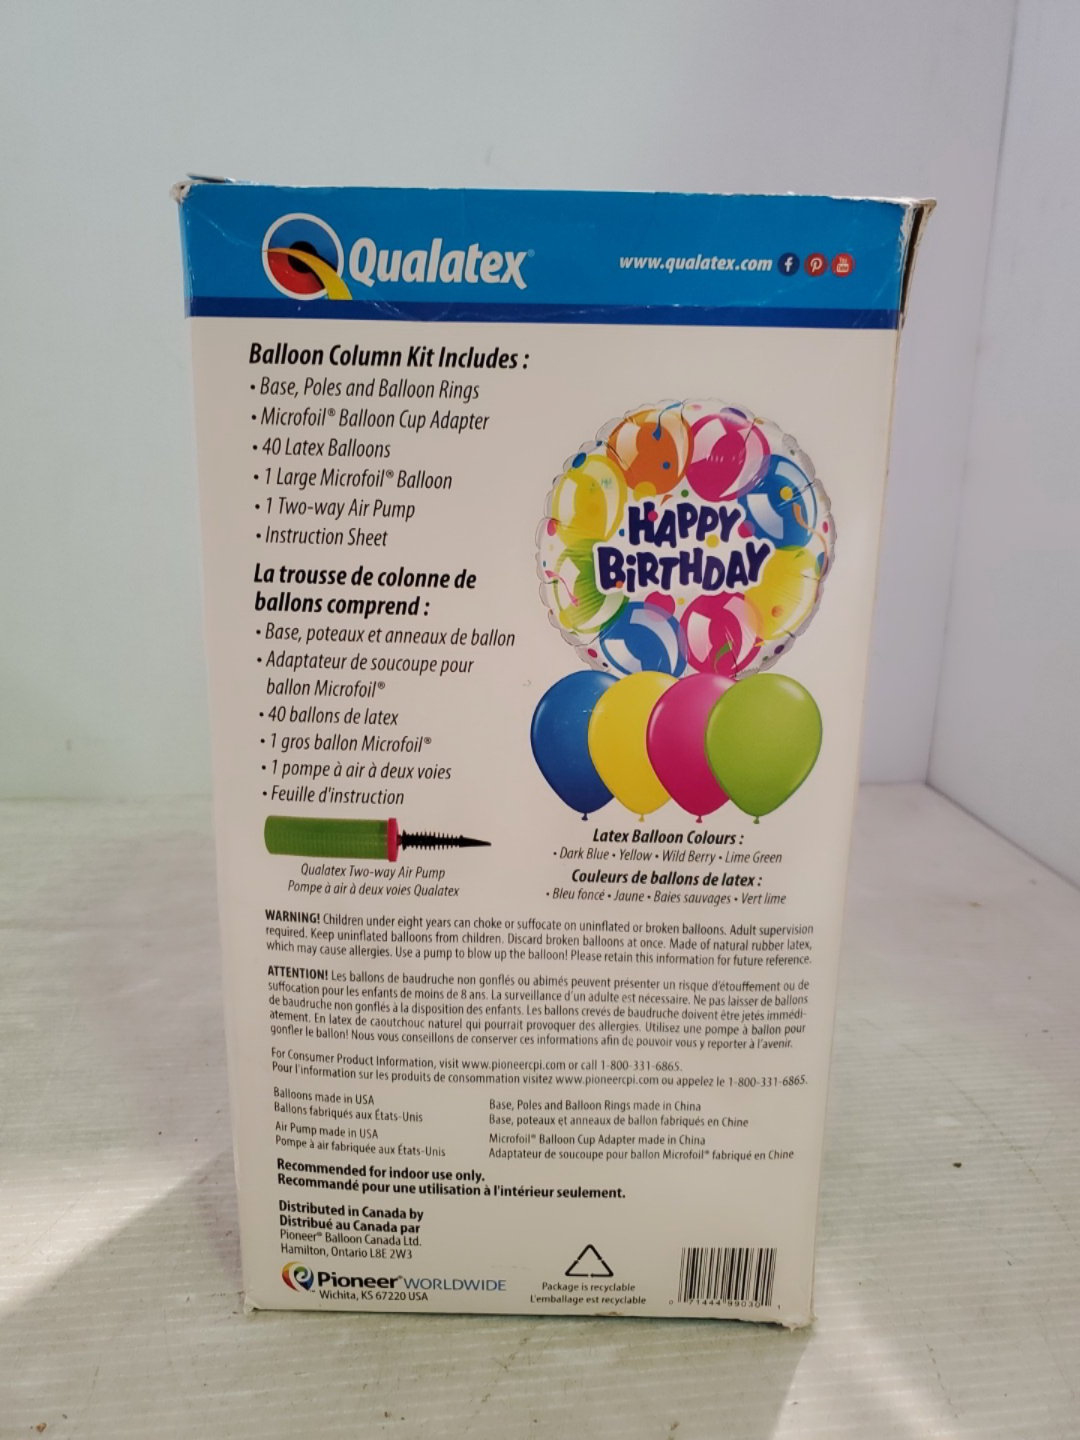 Qualatex®
www.qualatex.com
Balloon Column Kit Includes :
• Base, Poles and Balloon Rings
• Microfoil® Balloon Cup Adapter
• 40 Latex Balloons
• 1 Large Microfoil® Balloon
• 1 Two-way Air Pump
• Instruction Sheet
La trousse de colonne de
ballons comprend :
• Base, poteaux et anneaux de ballon
• Adaptateur de soucoupe pour
ballon Microfoil®
• 40 ballons de latex
• 1 gros ballon Microfoil®
• 1 pompe à air à deux voies
• Feuille d'instruction
HAPPY
BiRTHDAY
Qualatex Two-way Air Pump
Pompe à air à deux voies Qualatex
Latex Balloon Colours :
• Dark Blue • Yellow • Wild Berry • Lime Green
Couleurs de ballons de latex :
• Bleu foncé • Jaune • Baies sauvages • Vert lime
WARNING! Children under eight years can choke or suffocate on uninflated or broken balloons. Adult supervision
required. Keep uninflated balloons from children. Discard broken balloons at once. Made of natural rubber latex,
which may cause allergies. Use a pump to blow up the balloon! Please retain this information for future reference.
ATTENTION! Les ballons de baudruche non gonflés ou abimés peuvent présenter un risque d'étouffement ou de
suffocation pour les enfants de moins de 8 ans. La surveillance d'un adulte est nécessaire. Ne pas laisser de ballons
de baudruche non gonflés à la disposition des enfants. Les ballons crevés de baudruche doivent être jetés immédi-
atement. En latex de caoutchouc naturel qui pourrait provoquer des allergies. Utilisez une pompe à ballon pour
gonfler le ballon! Nous vous conseillons de conserver ces informations afin de pouvoir vous y reporter à l'avenir.
For Consumer Product Information, visit www.pioneercpi.com or call 1-800-331-6865.
Pour l'information sur les produits de consommation visitez www.pioneercpi.com ou appelez le 1-800-331-6865.
Balloons made in USA
Ballons fabriqués aux États-Unis
Air Pump made in USA
Pompe à air fabriquée aux États-Unis
Base, Poles and Balloon Rings made in China
Base, poteaux et anneaux de ballon fabriqués en Chine
Microfoil® Balloon Cup Adapter made in China
Adaptateur de soucoupe pour ballon Microfoil® fabriqué en Chine
Recommended for indoor use only.
Recommandé pour une utilisation à l'intérieur seulement.
Distributed in Canada by
Distribué au Canada par
Pioneer® Balloon Canada Ltd.
Hamilton, Ontario L8E 2W3
Pioneer® WORLDWIDE
Wichita, KS 67220 USA
Package is recyclable
L'emballage est recyclable
0 71444 99030 1